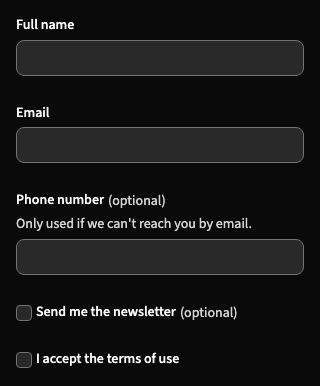 Full name
Email
Phone number (optional)
Only used if we can't reach you by email.
Send me the newsletter (optional)
I accept the terms of use